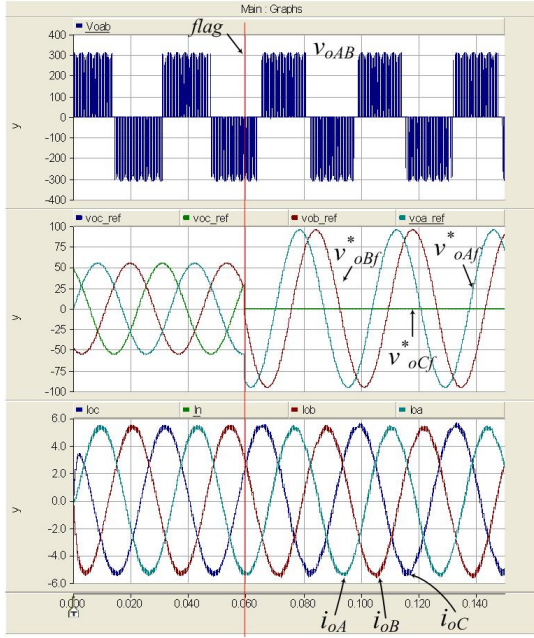 Main : Graphs
Voab
flag
v_oAB
400
300
200
100
0
-100
-200
-300
-400
y
voc_ref voc_ref vob_ref voa_ref
100
75
50
25
0
-25
-50
-75
-100
y
v*_oBf
v*_oAf
v*_oCf
Ioc In Iob Ioa
6.0
4.0
2.0
0.0
-2.0
-4.0
-6.0
y
0.000 0.020 0.040 0.060 0.080 0.100 0.120 0.140
i_oA i_oB i_oC